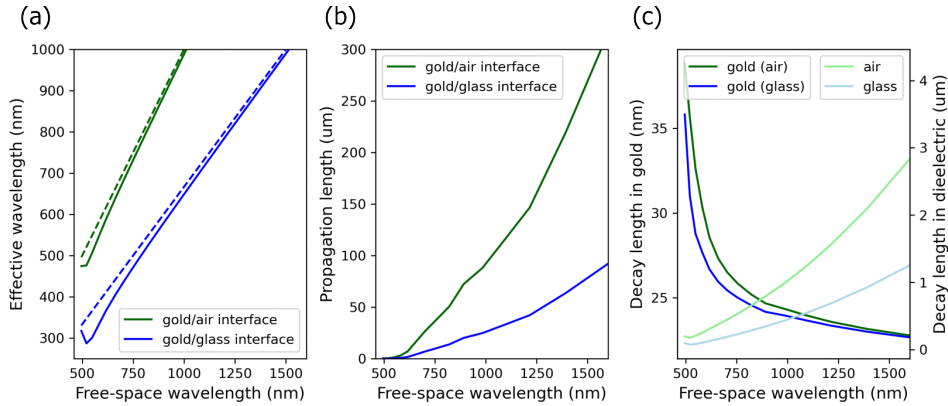 (a)
Effective wavelength (nm)
1000
900
800
700
600
500
400
300
gold/air interface
gold/glass interface
500
750
1000
1250
1500
Free-space wavelength (nm)
(b)
Propagation length (um)
300
250
200
150
100
50
0
gold/air interface
gold/glass interface
500
750
1000
1250
1500
Free-space wavelength (nm)
(c)
Decay length in gold (nm)
35
30
25
gold (air)
gold (glass)
air
glass
4
3
2
1
0
Decay length in dieelectric (um)
500
750
1000
1250
1500
Free-space wavelength (nm)